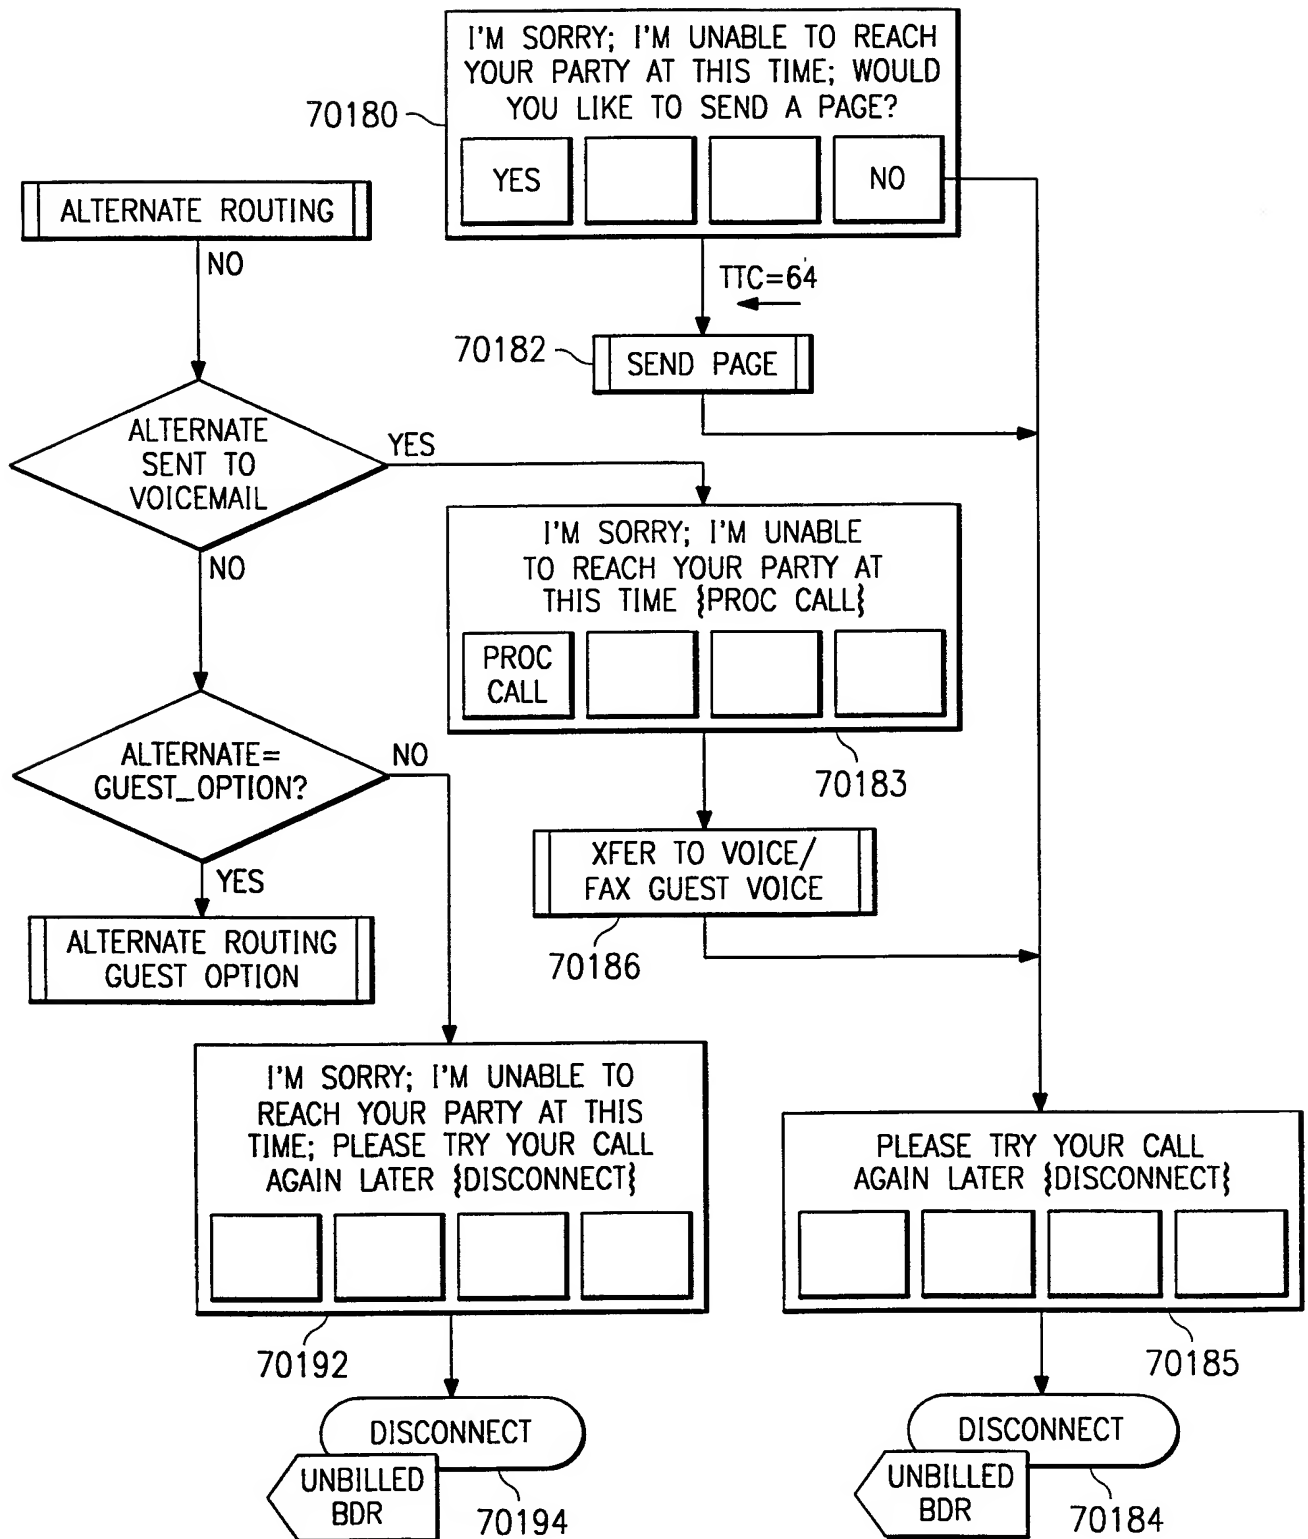 I'M SORRY; I'M UNABLE TO REACH
YOUR PARTY AT THIS TIME; WOULD
YOU LIKE TO SEND A PAGE?
70180
YES
NO
ALTERNATE ROUTING
NO
TTC=64
70182
SEND PAGE
ALTERNATE
SENT TO
VOICEMAIL
YES
NO
I'M SORRY; I'M UNABLE
TO REACH YOUR PARTY AT
THIS TIME {PROC CALL}
PROC
CALL
70183
ALTERNATE=
GUEST_OPTION?
NO
YES
XFER TO VOICE/
FAX GUEST VOICE
70186
ALTERNATE ROUTING
GUEST OPTION
I'M SORRY; I'M UNABLE TO
REACH YOUR PARTY AT THIS
TIME; PLEASE TRY YOUR CALL
AGAIN LATER {DISCONNECT}
70192
PLEASE TRY YOUR CALL
AGAIN LATER {DISCONNECT}
70185
DISCONNECT
UNBILLED
BDR
70194
DISCONNECT
UNBILLED
BDR
70184